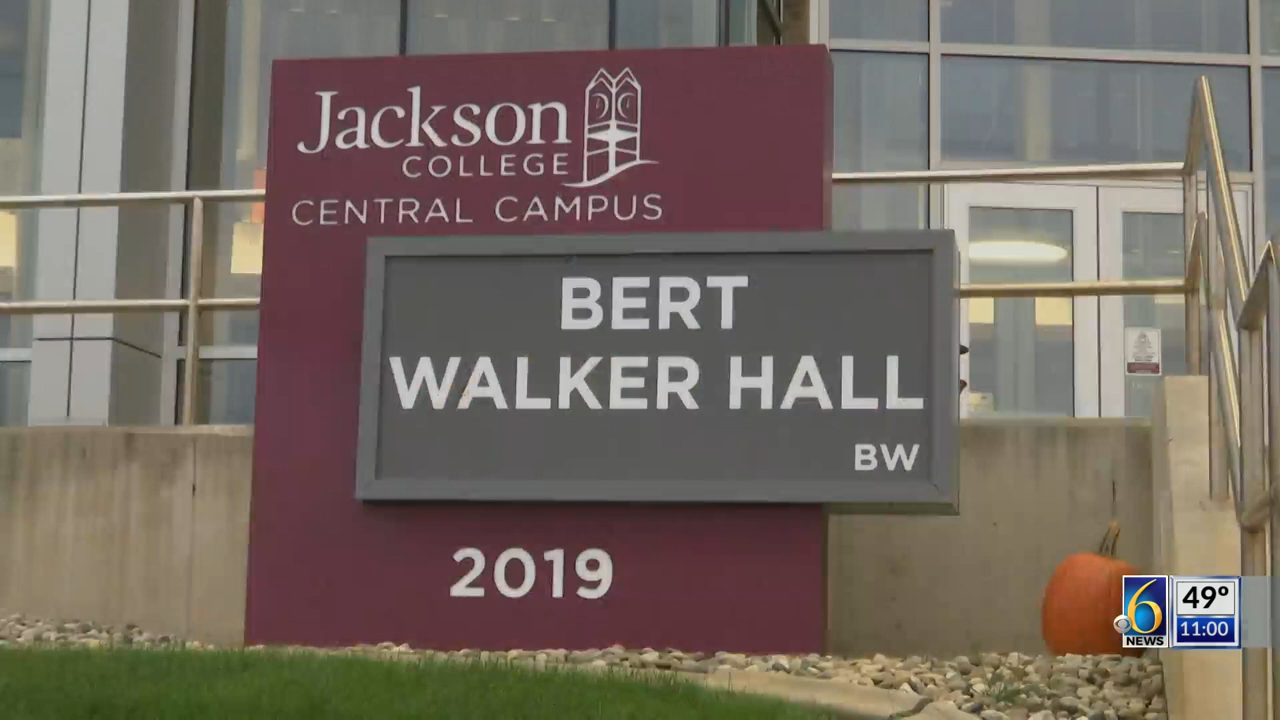 Jackson
COLLEGE
CENTRAL CAMPUS
BERT
WALKER HALL
BW
2019
6
NEWS
49°
11:00